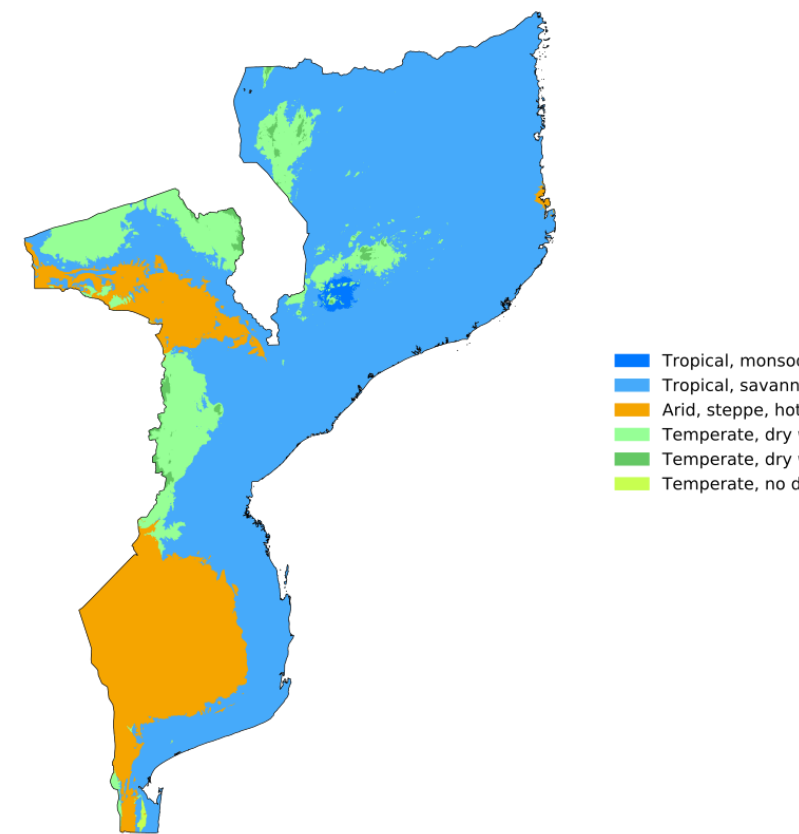 Tropical, monsoo
Tropical, savann
Arid, steppe, hot
Temperate, dry
Temperate, dry
Temperate, no d